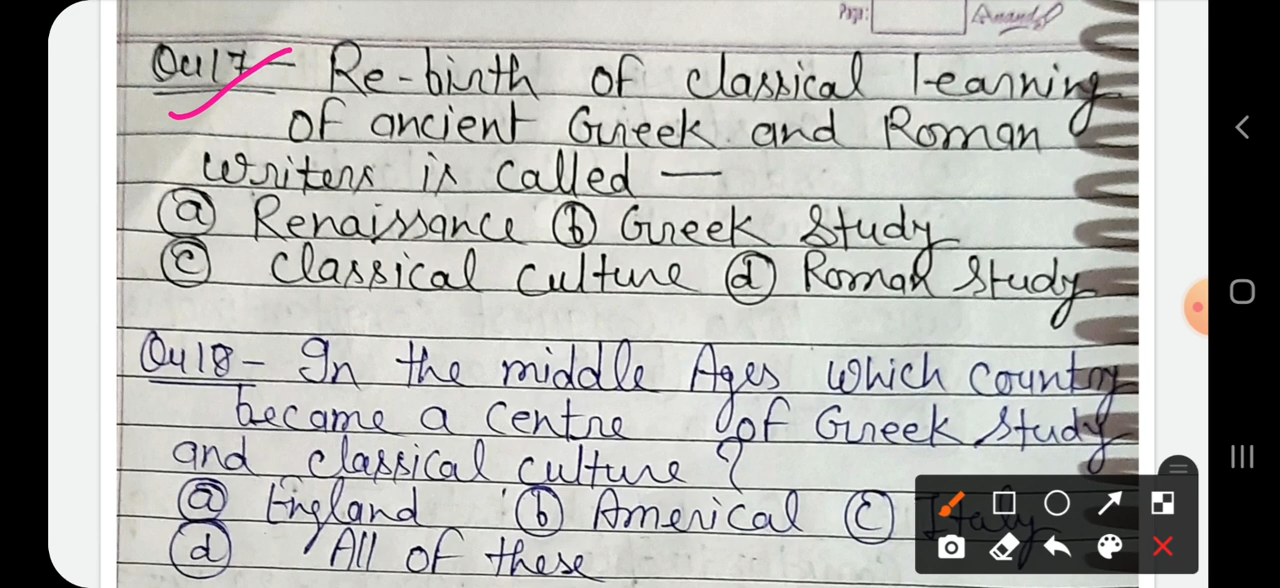 Page: Anand
Qu17- Re-birth of classical learning
of ancient Greek and Roman
writers is called —
(a) Renaissance (b) Greek Study
(c) classical culture (d) Roman Study
Qu18- In the middle Ages which country
became a centre of Greek study
and classical culture ?
(a) England (b) Americal (c) Italy
(d) All of these